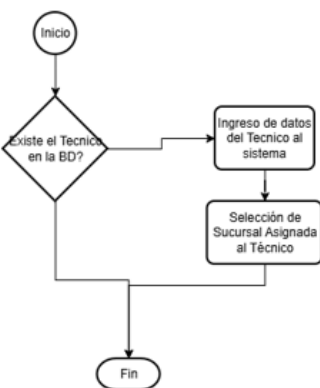 Inicio
Existe el Tecnico
en la BD?
Ingreso de datos
del Tecnico al
sistema
Selección de
Sucursal Asignada
al Técnico
Fin